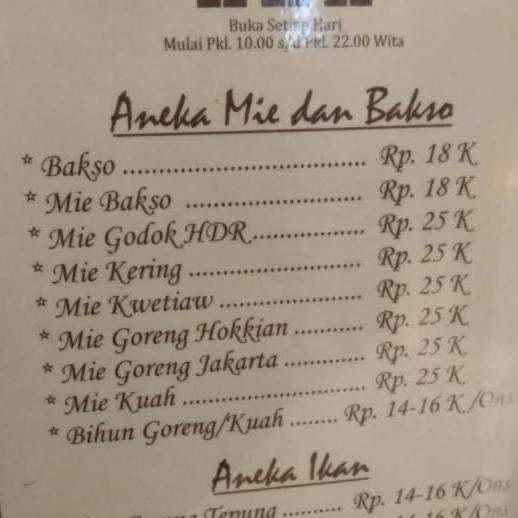 Buka Setiap Hari
Mulai Pkl. 10.00 s/d Pkl. 22.00 Wita
Aneka Mie dan Bakso
* Bakso .................................. Rp. 18 K
* Mie Bakso ......................... Rp. 18 K
* Mie Godok HDR................ Rp. 25 K
* Mie Kering ........................ Rp. 25 K
* Mie Kwetiaw .................... Rp. 25 K
* Mie Goreng Hokkian .......... Rp. 25 K
* Mie Goreng Jakarta ............ Rp. 25 K
* Mie Kuah ........................... Rp. 25 K
* Bihun Goreng/Kuah ........ Rp. 14-16 K/Ons
Aneka Ikan
Tepung .......... Rp. 14-16 K/Ons